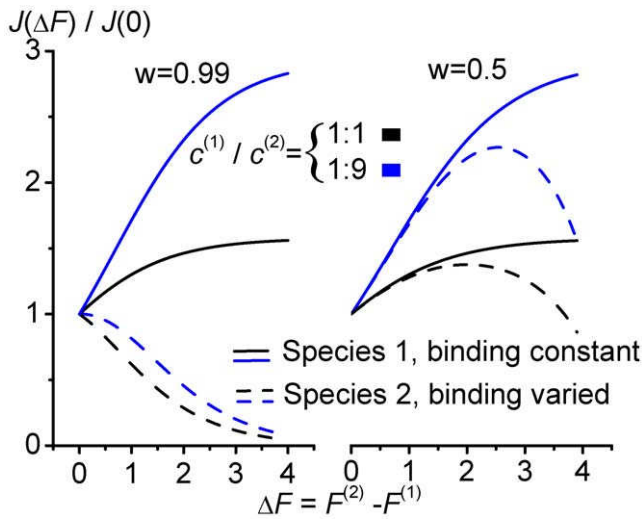 J(ΔF) / J(0)
3
2
1
0
w=0.99
w=0.5
c⁽¹⁾ / c⁽²⁾= { 1:1
1:9
Species 1, binding constant
Species 2, binding varied
0 1 2 3 4
0 1 2 3 4
ΔF = F⁽²⁾ -F⁽¹⁾